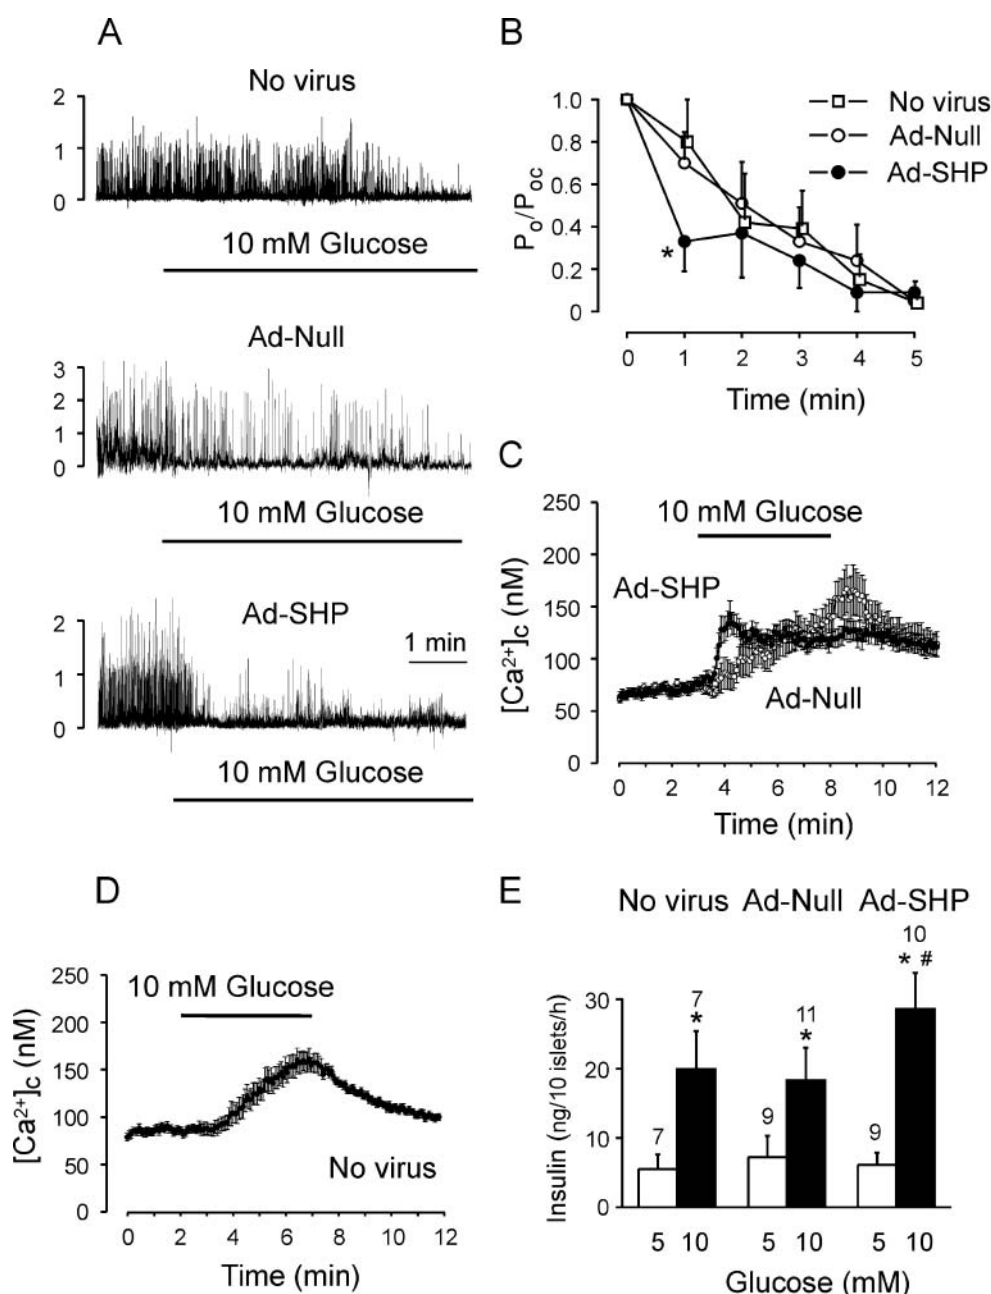 A
No virus
2
1
0
10 mM Glucose
Ad-Null
3
2
1
0
10 mM Glucose
Ad-SHP
1 min
2
1
0
10 mM Glucose
B
No virus
Ad-Null
Ad-SHP
Po/Poc
1.0
0.8
0.6
0.4
0.2
0
*
0 1 2 3 4 5
Time (min)
C
10 mM Glucose
Ad-SHP
Ad-Null
[Ca2+]c (nM)
250
200
150
100
50
0
0 2 4 6 8 10 12
Time (min)
D
10 mM Glucose
No virus
[Ca2+]c (nM)
250
200
150
100
50
0
0 2 4 6 8 10 12
Time (min)
E
No virus Ad-Null Ad-SHP
Insulin (ng/10 islets/h)
30
20
10
0
7
7
*
9
11
*
9
10
* #
5 10 5 10 5 10
Glucose (mM)